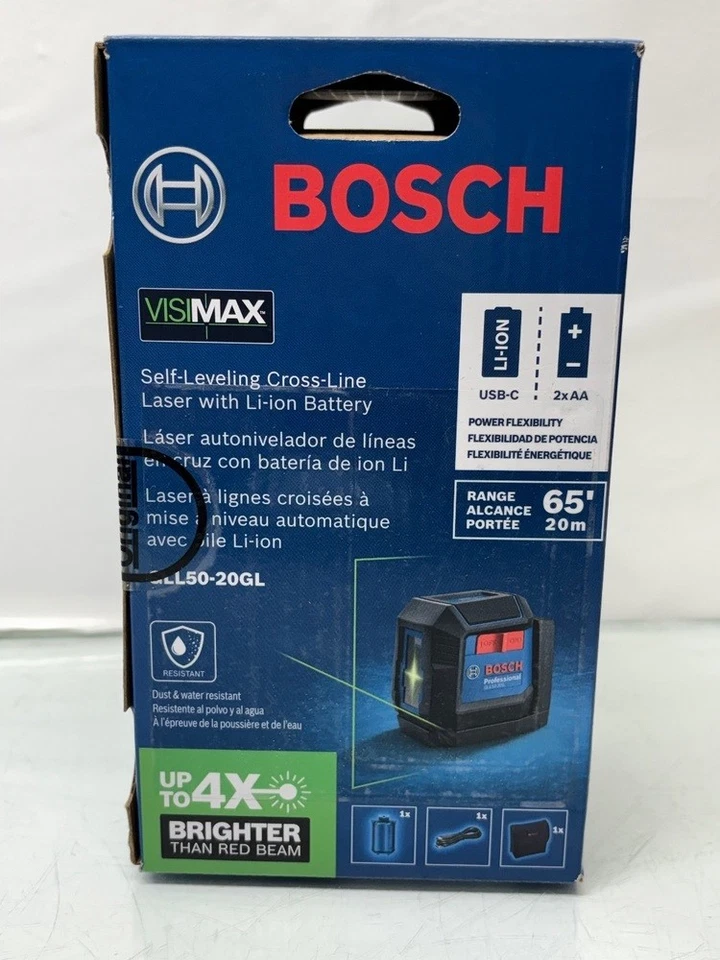 BOSCH
VISIMAX™
Self-Leveling Cross-Line
Laser with Li-ion Battery
Láser autonivelador de líneas
en cruz con batería de ion Li
Laser à lignes croisées à
mise à niveau automatique
avec pile Li-ion
GLL50-20GL
Original
LI-ION
+
–
USB-C
2xAA
POWER FLEXIBILITY
FLEXIBILIDAD DE POTENCIA
FLEXIBILITÉ ÉNERGÉTIQUE
RANGE
ALCANCE
PORTÉE
65'
20m
RESISTANT
Dust & water resistant
Resistente al polvo y al agua
À l'épreuve de la poussière et de l'eau
BOSCH
Professional
UP
TO 4X
BRIGHTER
THAN RED BEAM
1x
1x
1x